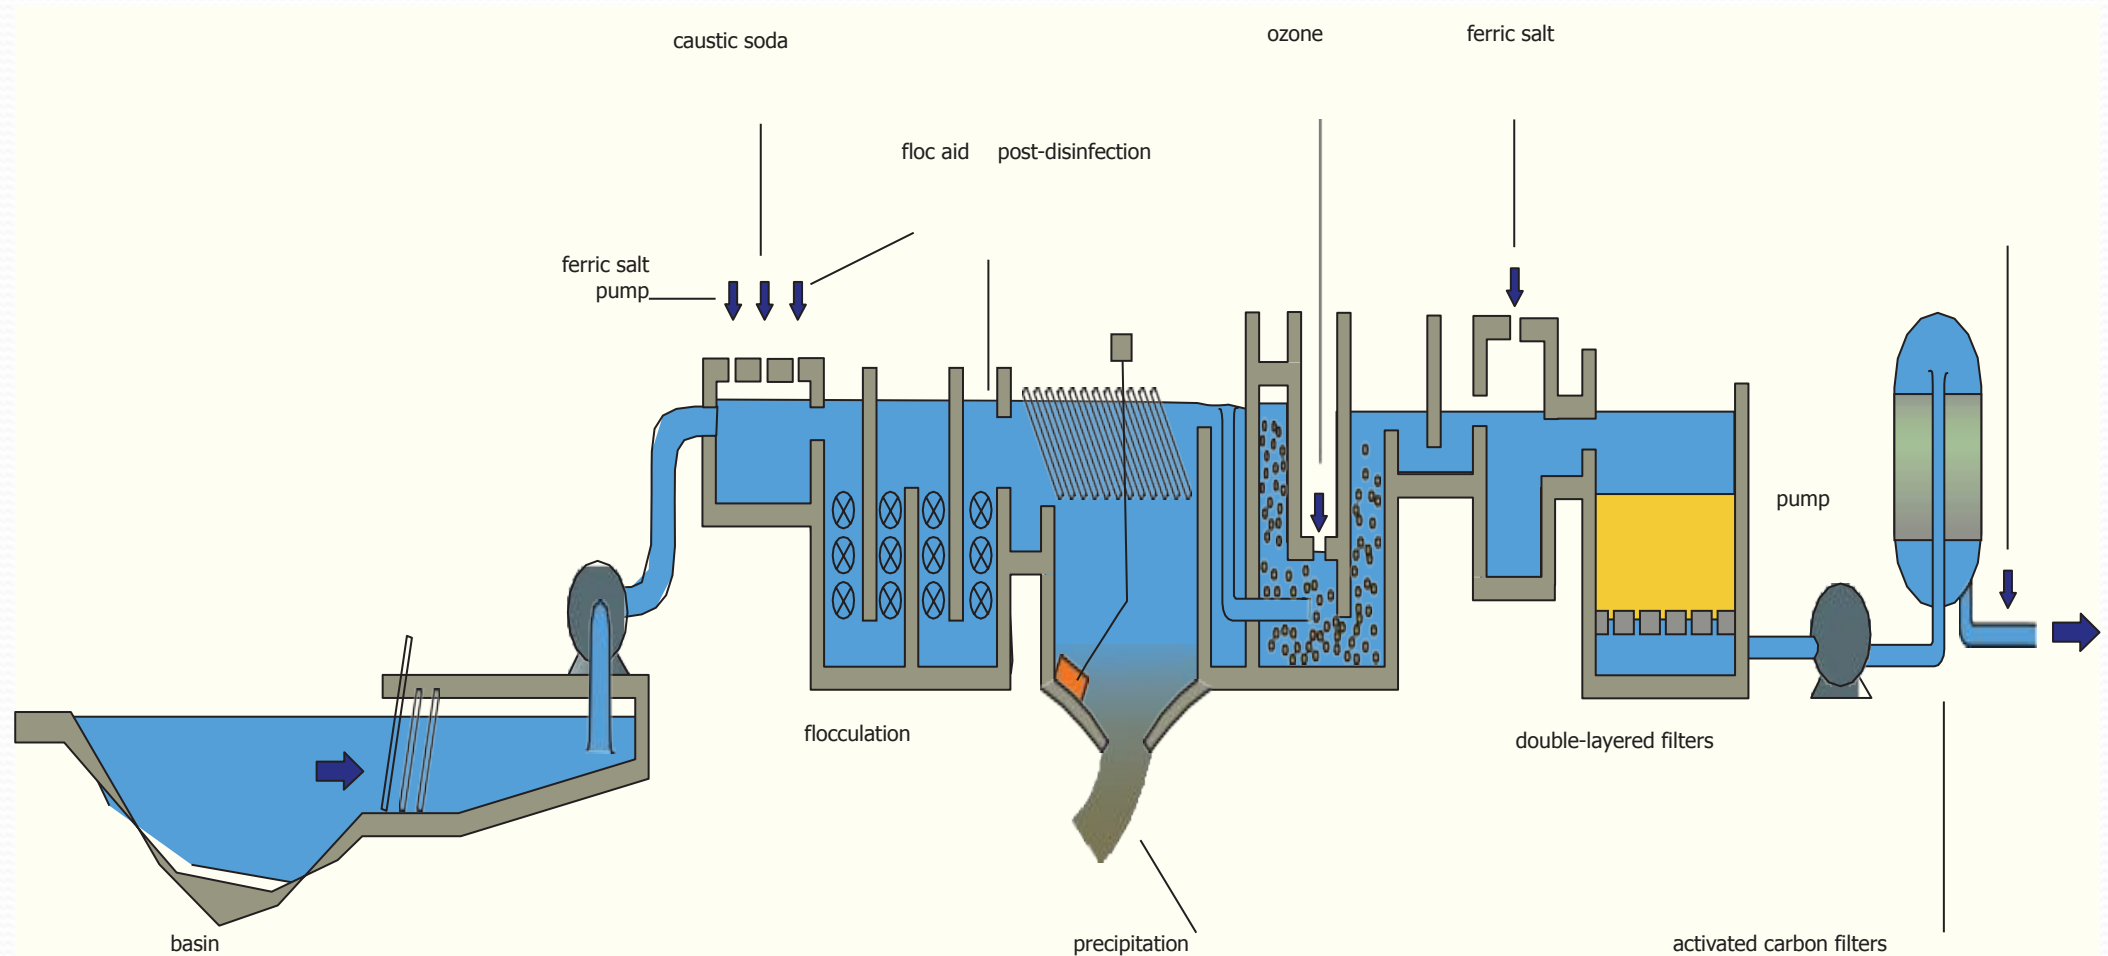 caustic soda
ozone
ferric salt
floc aid
post-disinfection
ferric salt
pump
pump
flocculation
double-layered filters
basin
precipitation
activated carbon filters